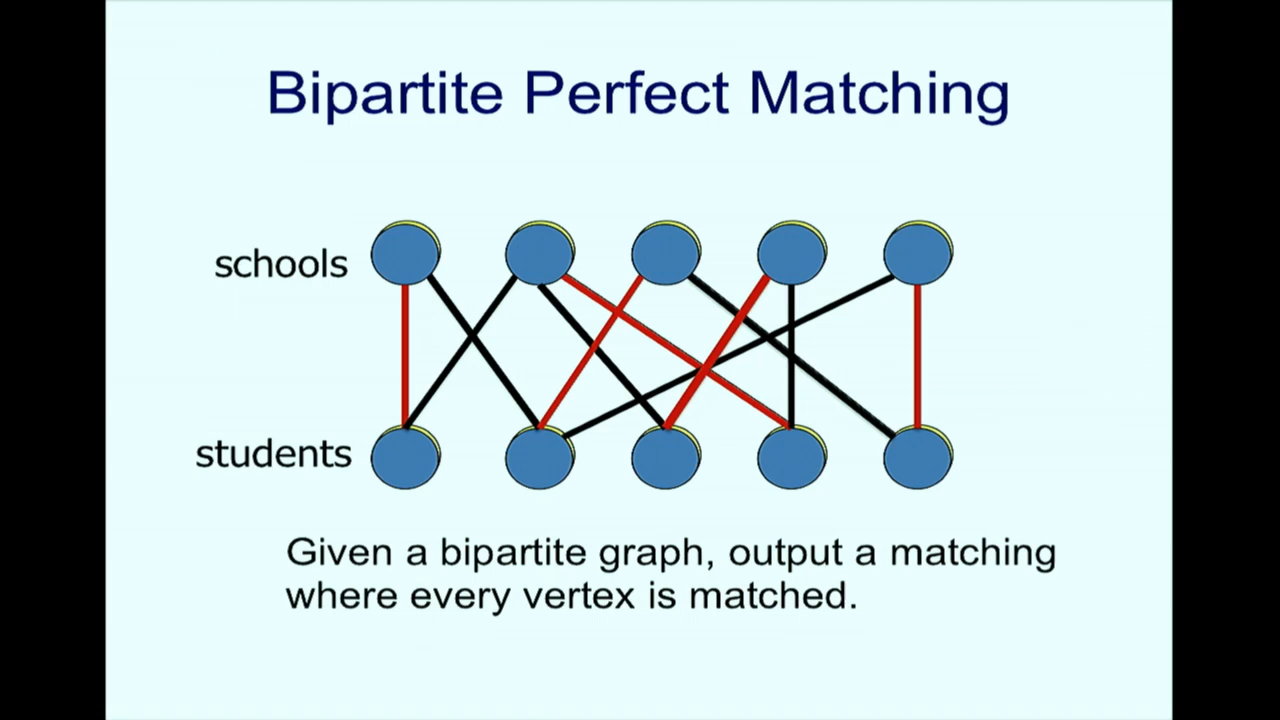 Bipartite Perfect Matching
schools
students
Given a bipartite graph, output a matching
where every vertex is matched.